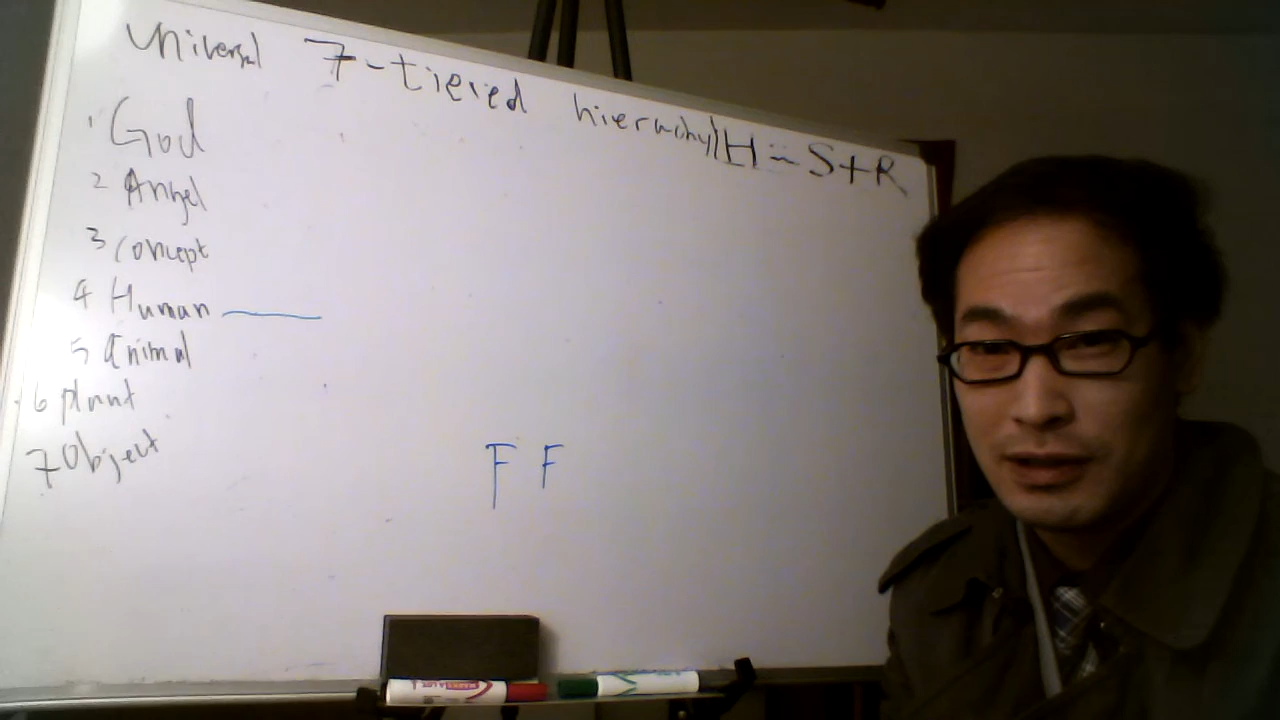 Universal 7-tiered hierarchy H = S+R
1 God
2 Angel
3 concept
4 Human
5 Animal
6 plant
7 Object
F F